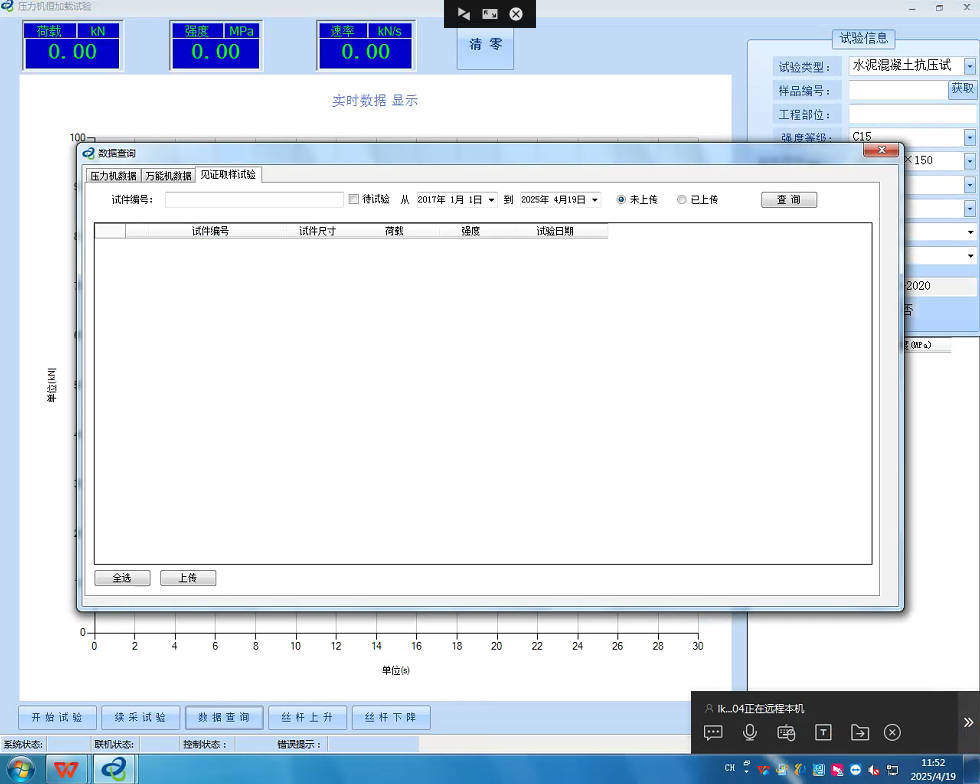 压力机恒加载试验
荷载 kN
0.00
强度 MPa
0.00
速率 kN/s
0.00
清 零
试验信息
试验类型：
水泥混凝土抗压试
样品编号：
获取
工程部位：
强度等级：
C15
实时数据 显示
100
数据查询
×150
压力机数据
万能机数据
见证取样试验
试件编号：
待试验
从
2017年 1月 1日
到
2025年 4月19日
未上传
已上传
查 询
试件编号
试件尺寸
荷载
强度
试验日期
-2020
否
度(MPa)
单位(kN)
全选
上传
0
0 2 4 6 8 10 12 14 16 18 20 22 24 26 28 30
单位(s)
开 始 试 验
续 采 试 验
数 据 查 询
丝 杆 上 升
丝 杆 下 降
lk...04正在远程本机
系统状态:
联机状态:
控制状态：
错误提示：
CH
11:52
2025/4/19